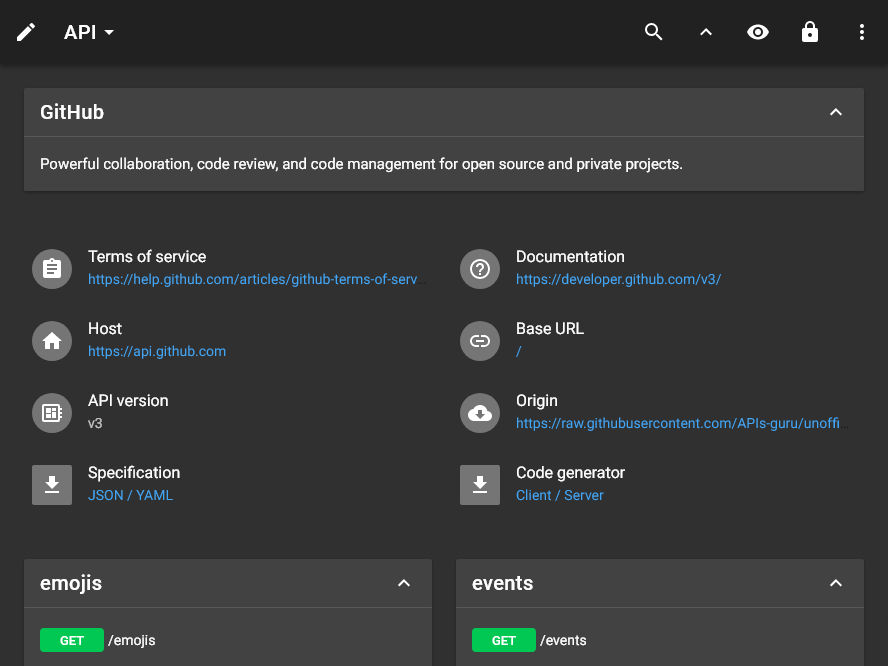 API
GitHub
Powerful collaboration, code review, and code management for open source and private projects.
Terms of service
https://help.github.com/articles/github-terms-of-serv...
Documentation
https://developer.github.com/v3/
Host
https://api.github.com
Base URL
/
API version
v3
Origin
https://raw.githubusercontent.com/APIs-guru/unoffi...
Specification
JSON / YAML
Code generator
Client / Server
emojis
GET /emojis
events
GET /events